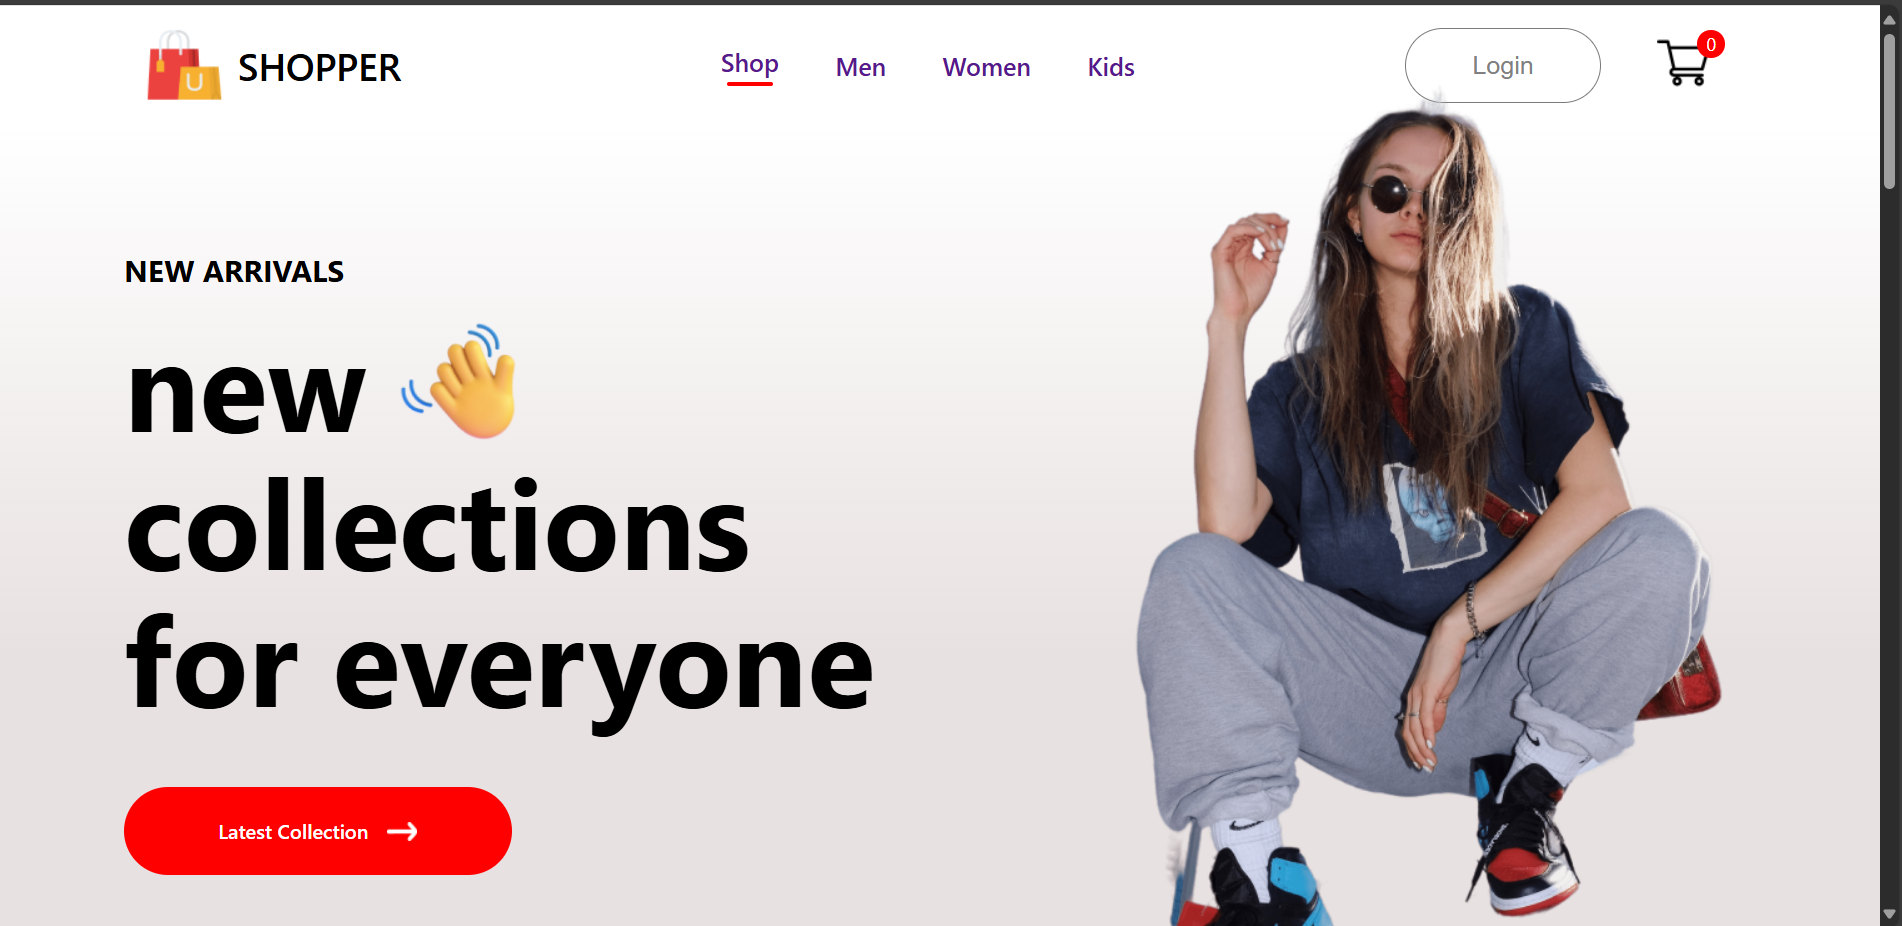 SHOPPER
Shop
Men
Women
Kids
Login
0
NEW ARRIVALS
new
collections
for everyone
Latest Collection